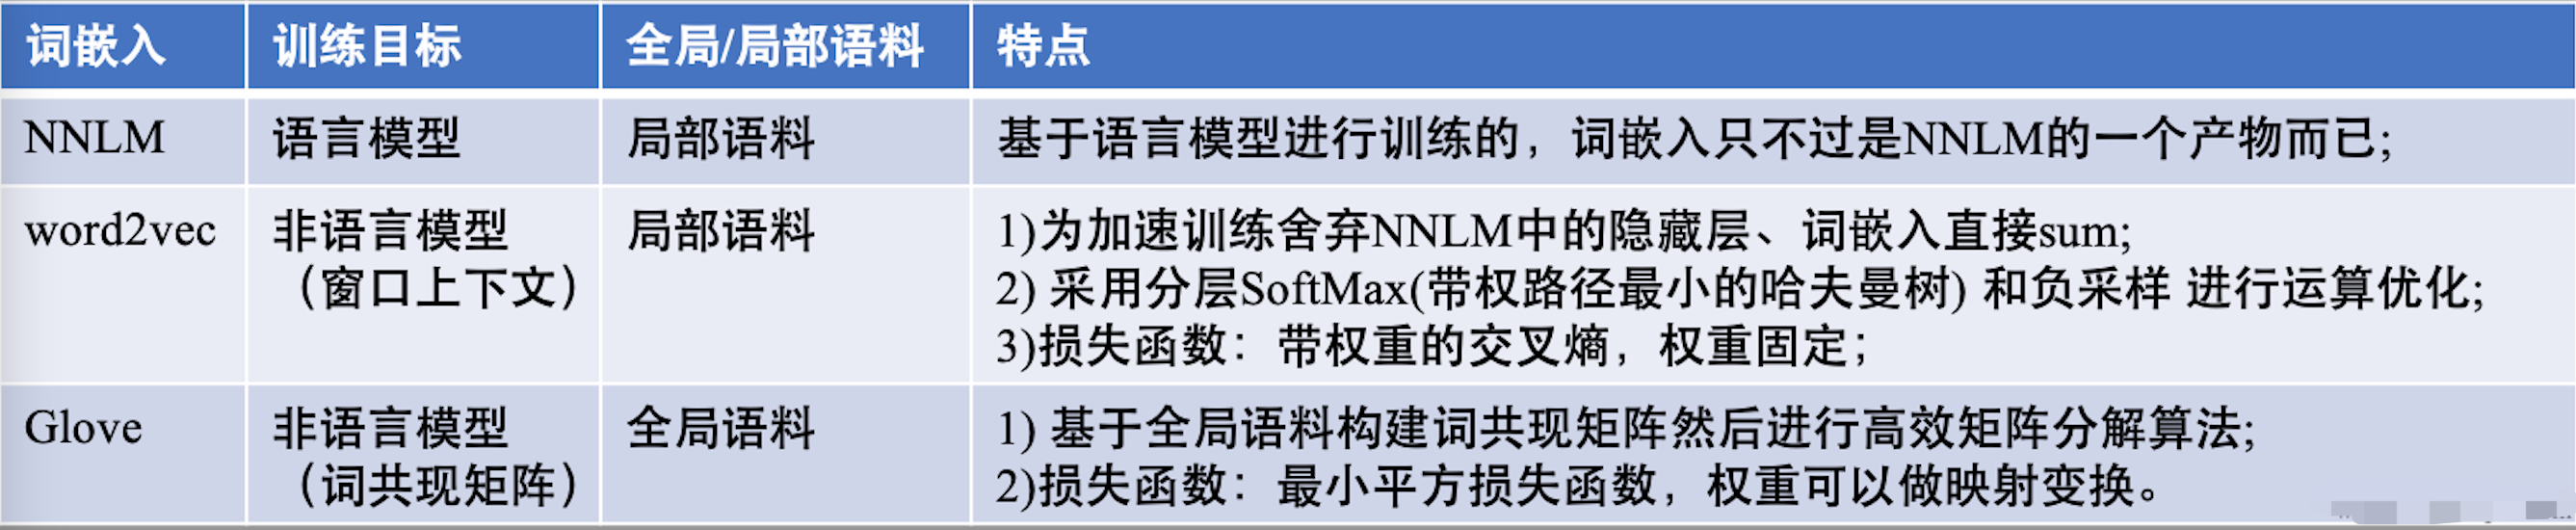 词嵌入 训练目标 全局/局部语料 特点
NNLM 语言模型 局部语料 基于语言模型进行训练的，词嵌入只不过是NNLM的一个产物而已;
word2vec 非语言模型 局部语料 1)为加速训练舍弃NNLM中的隐藏层、词嵌入直接sum;
（窗口上下文） 2) 采用分层SoftMax(带权路径最小的哈夫曼树) 和负采样 进行运算优化;
3)损失函数：带权重的交叉熵，权重固定；
Glove 非语言模型 全局语料 1) 基于全局语料构建词共现矩阵然后进行高效矩阵分解算法;
（词共现矩阵） 2)损失函数：最小平方损失函数，权重可以做映射变换。